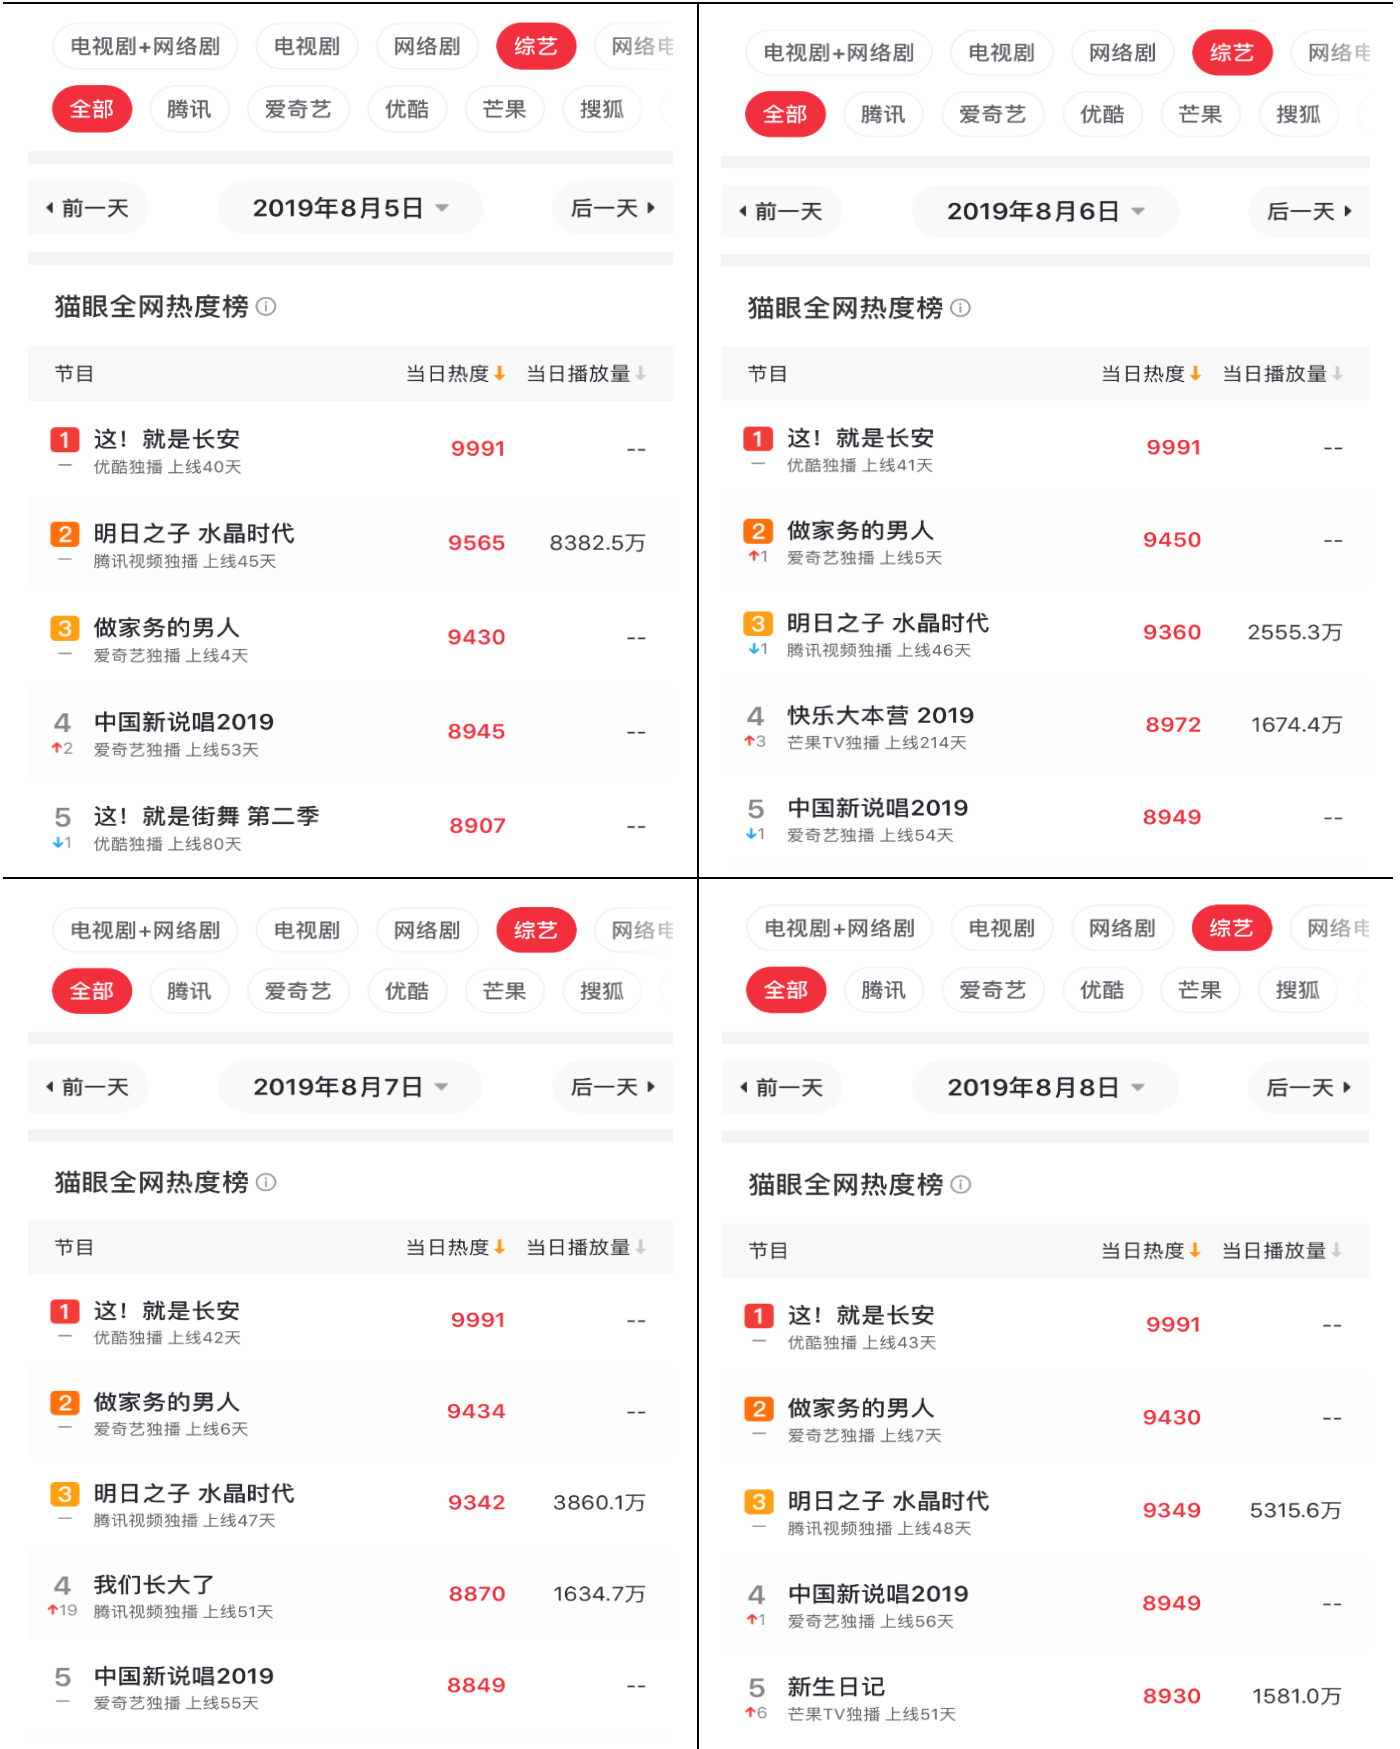 电视剧+网络剧 电视剧 网络剧 综艺 网络电
全部 腾讯 爱奇艺 优酷 芒果 搜狐
前一天 2019年8月5日 后一天
猫眼全网热度榜
节目 当日热度 当日播放量
1 这！就是长安 9991 --
优酷独播 上线40天
2 明日之子 水晶时代 9565 8382.5万
腾讯视频独播 上线45天
3 做家务的男人 9430 --
爱奇艺独播 上线4天
4 中国新说唱2019 8945 --
2 爱奇艺独播 上线53天
5 这！就是街舞 第二季 8907 --
1 优酷独播 上线80天
电视剧+网络剧 电视剧 网络剧 综艺 网络电
全部 腾讯 爱奇艺 优酷 芒果 搜狐
前一天 2019年8月6日 后一天
猫眼全网热度榜
节目 当日热度 当日播放量
1 这！就是长安 9991 --
优酷独播 上线41天
2 做家务的男人 9450 --
1 爱奇艺独播 上线5天
3 明日之子 水晶时代 9360 2555.3万
1 腾讯视频独播 上线46天
4 快乐大本营 2019 8972 1674.4万
3 芒果TV独播 上线214天
5 中国新说唱2019 8949 --
1 爱奇艺独播 上线54天
电视剧+网络剧 电视剧 网络剧 综艺 网络电
全部 腾讯 爱奇艺 优酷 芒果 搜狐
前一天 2019年8月7日 后一天
猫眼全网热度榜
节目 当日热度 当日播放量
1 这！就是长安 9991 --
优酷独播 上线42天
2 做家务的男人 9434 --
爱奇艺独播 上线6天
3 明日之子 水晶时代 9342 3860.1万
腾讯视频独播 上线47天
4 我们长大了 8870 1634.7万
19 腾讯视频独播 上线51天
5 中国新说唱2019 8849 --
爱奇艺独播 上线55天
电视剧+网络剧 电视剧 网络剧 综艺 网络电
全部 腾讯 爱奇艺 优酷 芒果 搜狐
前一天 2019年8月8日 后一天
猫眼全网热度榜
节目 当日热度 当日播放量
1 这！就是长安 9991 --
优酷独播 上线43天
2 做家务的男人 9430 --
爱奇艺独播 上线7天
3 明日之子 水晶时代 9349 5315.6万
腾讯视频独播 上线48天
4 中国新说唱2019 8949 --
1 爱奇艺独播 上线56天
5 新生日记 8930 1581.0万
6 芒果TV独播 上线51天